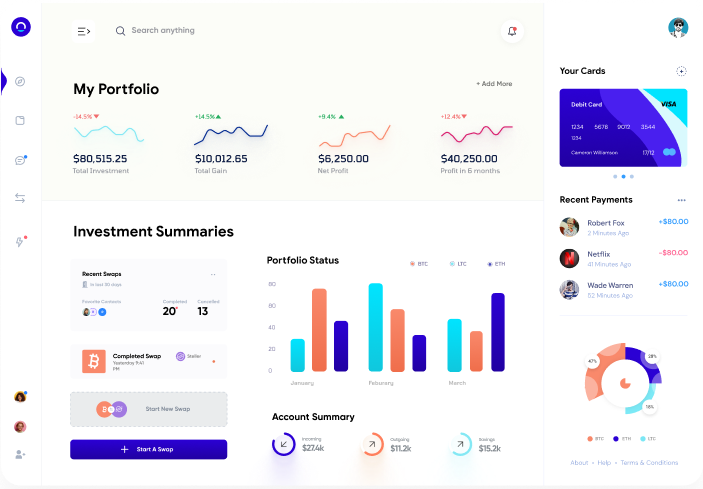 Search anything
My Portfolio
+ Add More
-14.5%
$80,515.25
Total Investment
+14.5%
$10,012.65
Total Gain
+9.4%
$6,250.00
Net Profit
+12.4%
$40,250.00
Profit in 6 months
Investment Summaries
Recent Swaps
In last 30 days
Favorite Contacts
Completed
20
Cancelled
13
Completed Swap
Yesterday 9:41
PM
Stellar
Start New Swap
Start A Swap
Portfolio Status
BTC
LTC
ETH
80
60
40
20
0
January
March
Account Summary
Incoming
$27.4k
Outgoing
$11.2k
Savings
$15.2k
Your Cards
Debit Card
VISA
1234 5678 9012 3544
1234
Cameron Williamson
17/12
Recent Payments
Robert Fox
2 Minutes Ago
+$80.00
Netflix
41 Minutes Ago
-$80.00
Wade Warren
52 Minutes Ago
+$80.00
47%
28%
15%
BTC
ETH
LTC
About • Help • Terms & Conditions